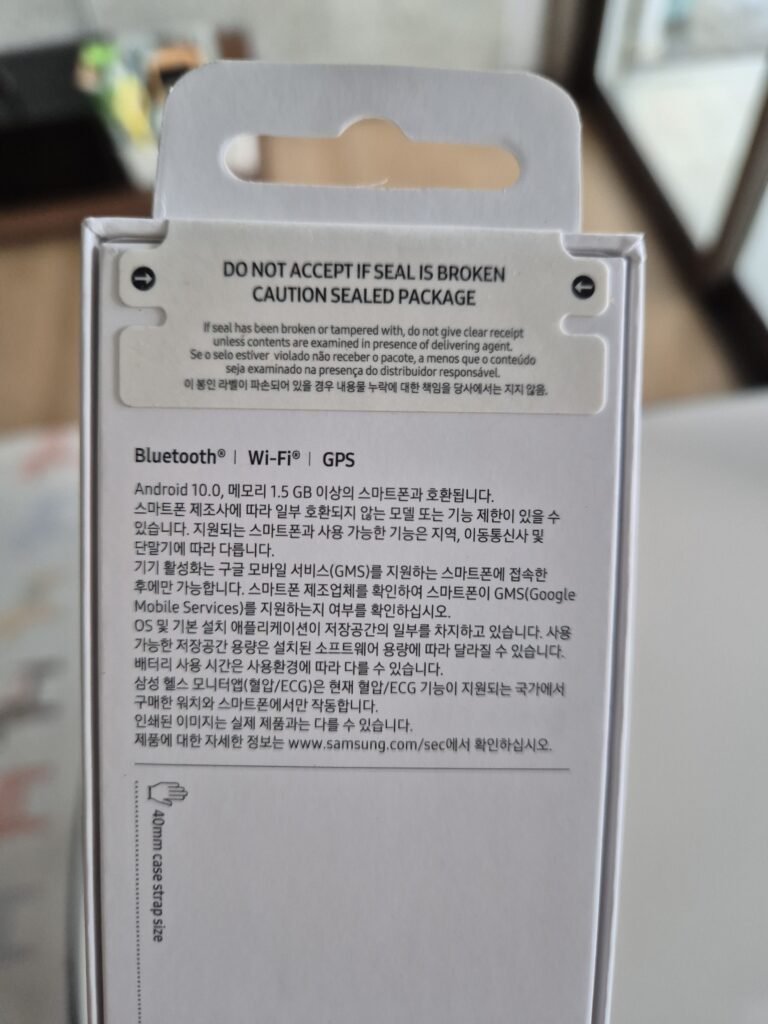 DO NOT ACCEPT IF SEAL IS BROKEN
CAUTION SEALED PACKAGE
If seal has been broken or tampered with, do not give clear receipt
unless contents are examined in presence of delivering agent.
Se o selo estiver violado não receber o pacote, a menos que o conteúdo
seja examinado na presença do distribuidor responsável.
이 봉인 라벨이 파손되어 있을 경우 내용물 누락에 대한 책임을 당사에서는 지지 않음.
Bluetooth® | Wi-Fi® | GPS
Android 10.0, 메모리 1.5 GB 이상의 스마트폰과 호환됩니다.
스마트폰 제조사에 따라 일부 호환되지 않는 모델 또는 기능 제한이 있을 수
있습니다. 지원되는 스마트폰과 사용 가능한 기능은 지역, 이동통신사 및
단말기에 따라 다릅니다.
기기 활성화는 구글 모바일 서비스(GMS)를 지원하는 스마트폰에 접속한
후에만 가능합니다. 스마트폰 제조업체를 확인하여 스마트폰이 GMS(Google
Mobile Services)를 지원하는지 여부를 확인하십시오.
OS 및 기본 설치 애플리케이션이 저장공간의 일부를 차지하고 있습니다. 사용
가능한 저장공간 용량은 설치된 소프트웨어 용량에 따라 달라질 수 있습니다.
배터리 사용 시간은 사용환경에 따라 다를 수 있습니다.
삼성 헬스 모니터앱(혈압/ECG)은 현재 혈압/ECG 기능이 지원되는 국가에서
구매한 워치와 스마트폰에서만 작동합니다.
인쇄된 이미지는 실제 제품과는 다를 수 있습니다.
제품에 대한 자세한 정보는 www.samsung.com/sec에서 확인하십시오.
40mm case strap size